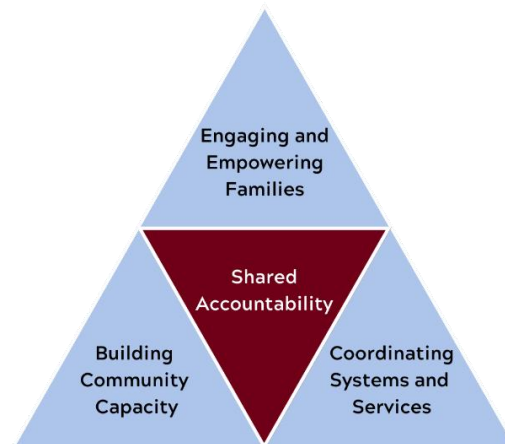 Engaging and
Empowering
Families
Shared
Accountability
Building
Community
Capacity
Coordinating
Systems and
Services